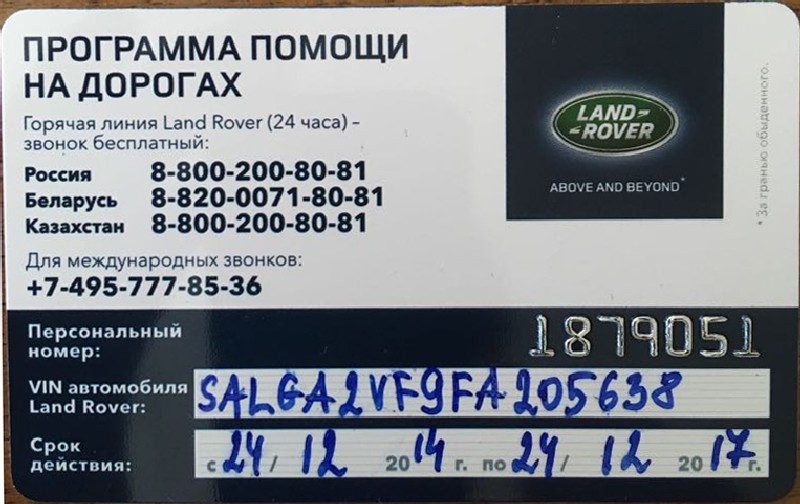 ПРОГРАММА ПОМОЩИ
НА ДОРОГАХ
Горячая линия Land Rover (24 часа) –
звонок бесплатный:
Россия 8-800-200-80-81
Беларусь 8-820-0071-80-81
Казахстан 8-800-200-80-81
Для международных звонков:
+7-495-777-85-36
LAND-
-ROVER
ABOVE AND BEYOND*
* За гранью обыденного.
Персональный
номер: 1879051
VIN автомобиля
Land Rover: SALGA2VF9FA205638
Срок
действия: с 24/ 12 2014 г. по 24/ 12 2017 г.